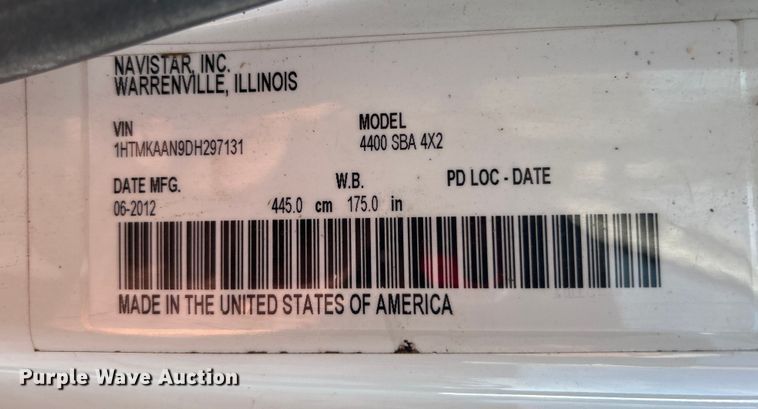 NAVISTAR, INC.
WARRENVILLE, ILLINOIS
VIN MODEL
1HTMKAAN9DH297131 4400 SBA 4X2
DATE MFG. W.B. PD LOC - DATE
06-2012 445.0 cm 175.0 in
MADE IN THE UNITED STATES OF AMERICA
Purple Wave Auction